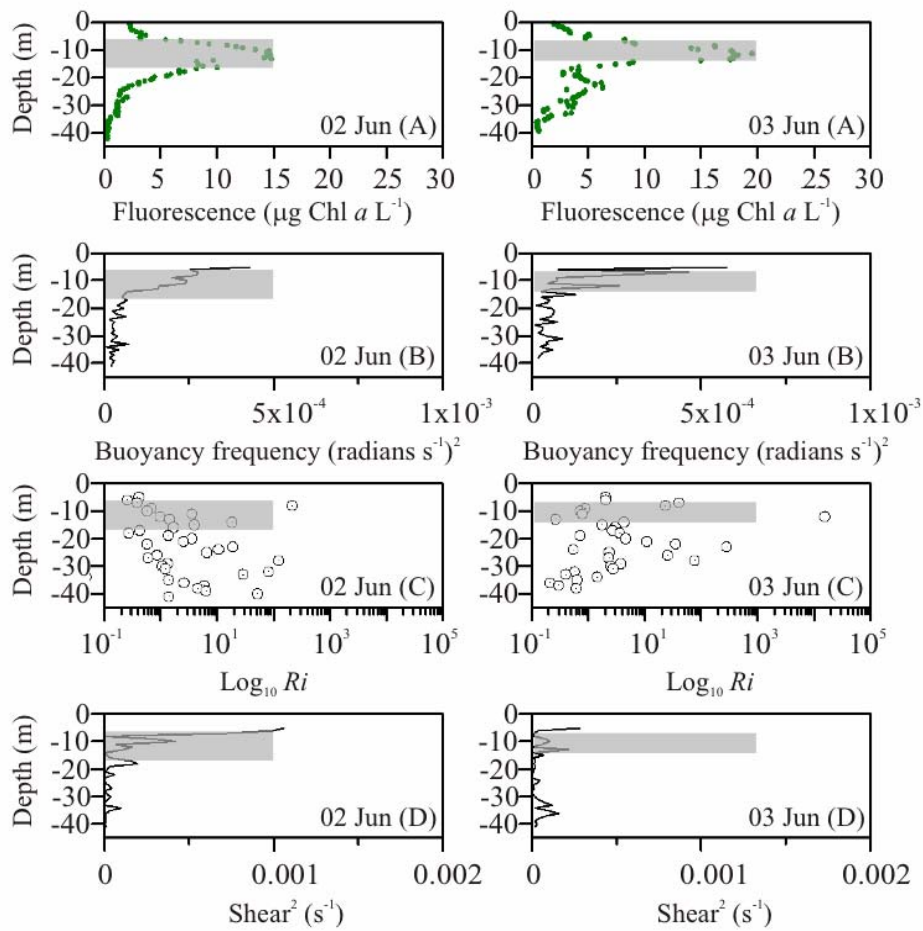 0
-10
-20
-30
-40
Depth (m)
02 Jun (A)
0 5 10 15 20 25 30
Fluorescence (μg Chl a L⁻¹)
03 Jun (A)
0 5 10 15 20 25 30
Fluorescence (μg Chl a L⁻¹)
0
-10
-20
-30
-40
Depth (m)
02 Jun (B)
0 5x10⁻⁴ 1x10⁻³
Buoyancy frequency (radians s⁻¹)²
0
-10
-20
-30
-40
03 Jun (B)
0 5x10⁻⁴ 1x10⁻³
Buoyancy frequency (radians s⁻¹)²
0
-10
-20
-30
-40
Depth (m)
02 Jun (C)
10⁻¹ 10¹ 10³ 10⁵
Log₁₀ Ri
0
-10
-20
-30
-40
03 Jun (C)
10⁻¹ 10¹ 10³ 10⁵
Log₁₀ Ri
0
-10
-20
-30
-40
Depth (m)
02 Jun (D)
0 0.001 0.002
Shear² (s⁻¹)
0
-10
-20
-30
-40
03 Jun (D)
0 0.001 0.002
Shear² (s⁻¹)